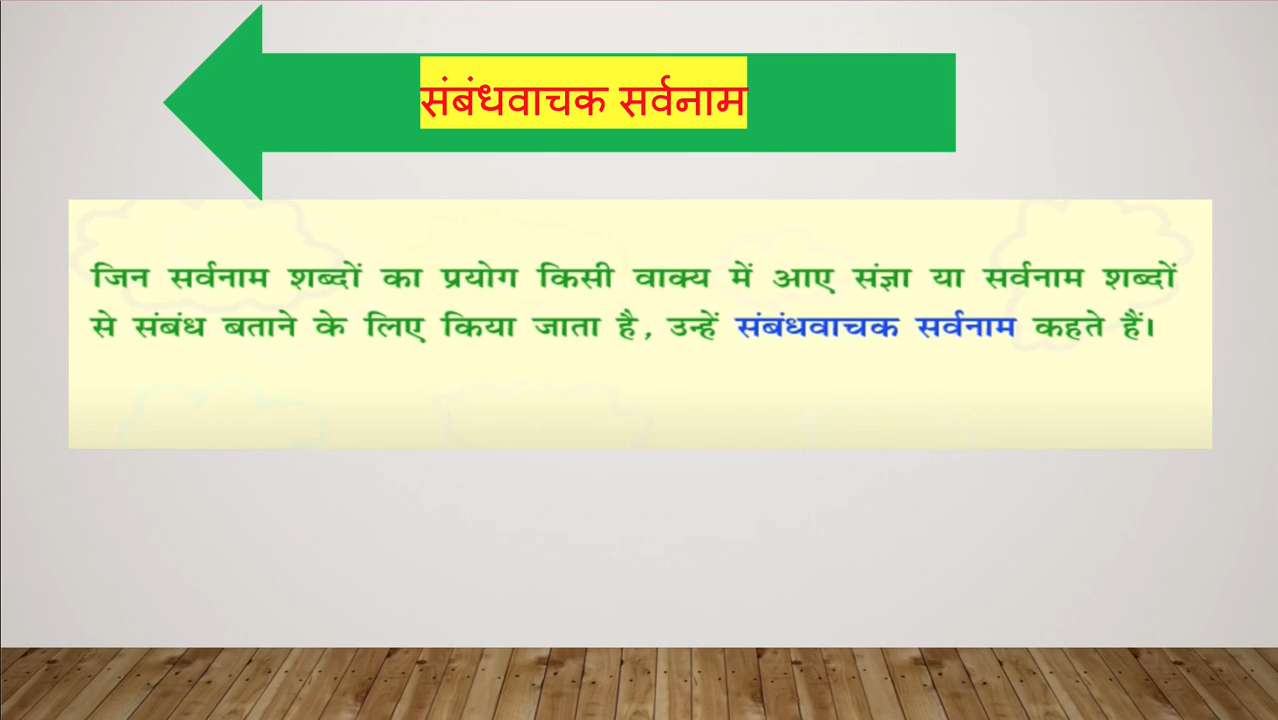 संबंधवाचक सर्वनाम
जिन सर्वनाम शब्दों का प्रयोग किसी वाक्य में आए संज्ञा या सर्वनाम शब्दों
से संबंध बताने के लिए किया जाता है, उन्हें संबंधवाचक सर्वनाम कहते हैं।